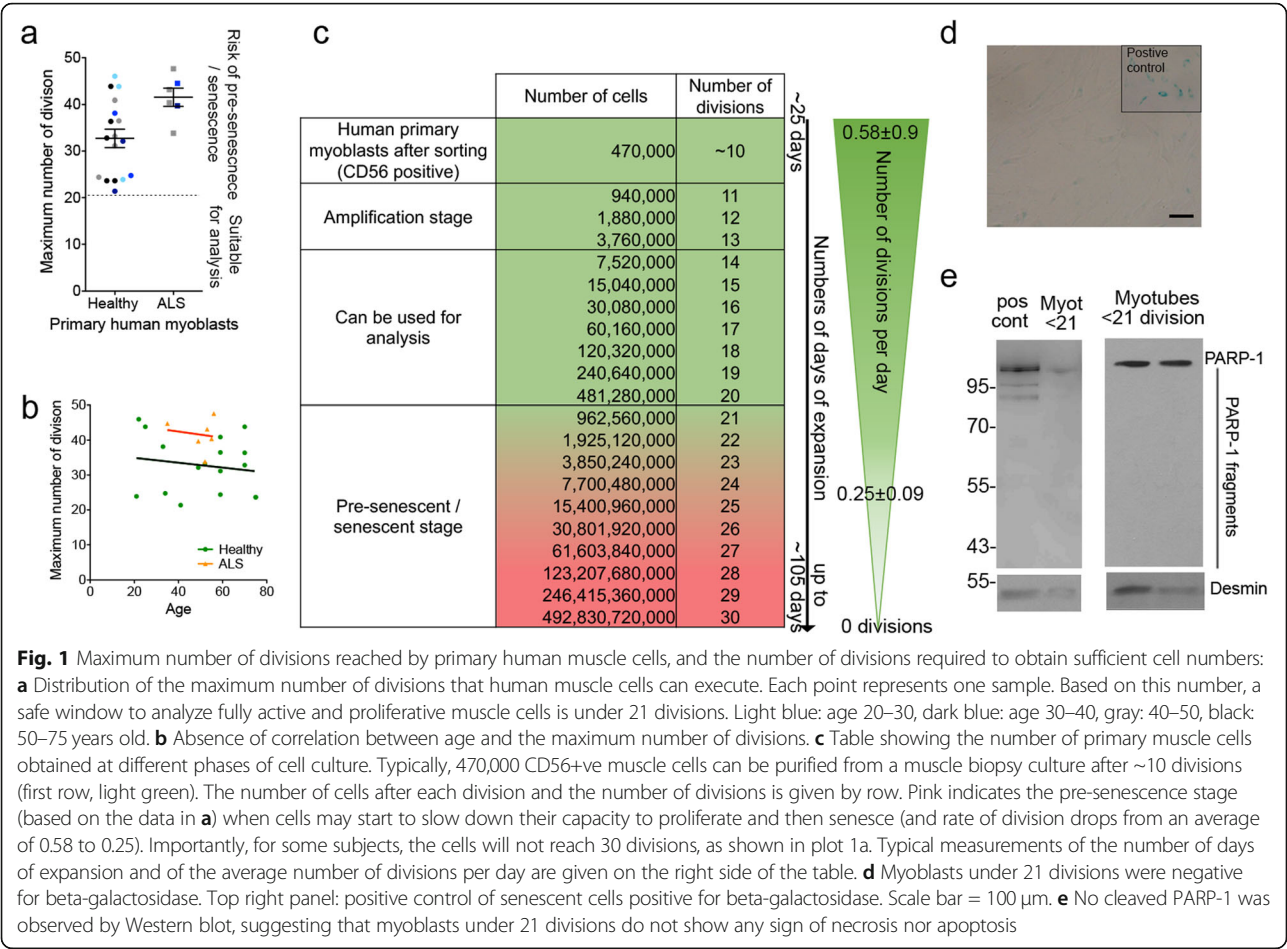 a
Maximum number of divison
50
40
30
20
10
0
Healthy
ALS
Primary human myoblasts
Risk of pre-senescnece
/ senescence
Suitable
for analysis
b
Maximum number of divison
50
40
30
20
10
0
0
20
40
60
80
Age
Healthy
ALS
c
Number of cells
Number of
divisions
Human primary
myoblasts after sorting
(CD56 positive)
470,000
~10
Amplification stage
940,000 11
1,880,000 12
3,760,000 13
Can be used for
analysis
7,520,000 14
15,040,000 15
30,080,000 16
60,160,000 17
120,320,000 18
240,640,000 19
481,280,000 20
Pre-senescent /
senescent stage
962,560,000 21
1,925,120,000 22
3,850,240,000 23
7,700,480,000 24
15,400,960,000 25
30,801,920,000 26
61,603,840,000 27
123,207,680,000 28
246,415,360,000 29
492,830,720,000 30
~25 days
Numbers of days of expansion
up to
~105 days
0.58±0.9
Number of divisions per day
0.25±0.09
0 divisions
d
Postive
control
e
pos
cont
Myot
<21
Myotubes
<21 division
95-
70-
55-
43-
55-
PARP-1
PARP-1 fragments
Desmin
Fig. 1 Maximum number of divisions reached by primary human muscle cells, and the number of divisions required to obtain sufficient cell numbers:
a Distribution of the maximum number of divisions that human muscle cells can execute. Each point represents one sample. Based on this number, a
safe window to analyze fully active and proliferative muscle cells is under 21 divisions. Light blue: age 20–30, dark blue: age 30–40, gray: 40–50, black:
50–75 years old. b Absence of correlation between age and the maximum number of divisions. c Table showing the number of primary muscle cells
obtained at different phases of cell culture. Typically, 470,000 CD56+ve muscle cells can be purified from a muscle biopsy culture after ~10 divisions
(first row, light green). The number of cells after each division and the number of divisions is given by row. Pink indicates the pre-senescence stage
(based on the data in a) when cells may start to slow down their capacity to proliferate and then senesce (and rate of division drops from an average
of 0.58 to 0.25). Importantly, for some subjects, the cells will not reach 30 divisions, as shown in plot 1a. Typical measurements of the number of days
of expansion and of the average number of divisions per day are given on the right side of the table. d Myoblasts under 21 divisions were negative
for beta-galactosidase. Top right panel: positive control of senescent cells positive for beta-galactosidase. Scale bar = 100 μm. e No cleaved PARP-1 was
observed by Western blot, suggesting that myoblasts under 21 divisions do not show any sign of necrosis nor apoptosis